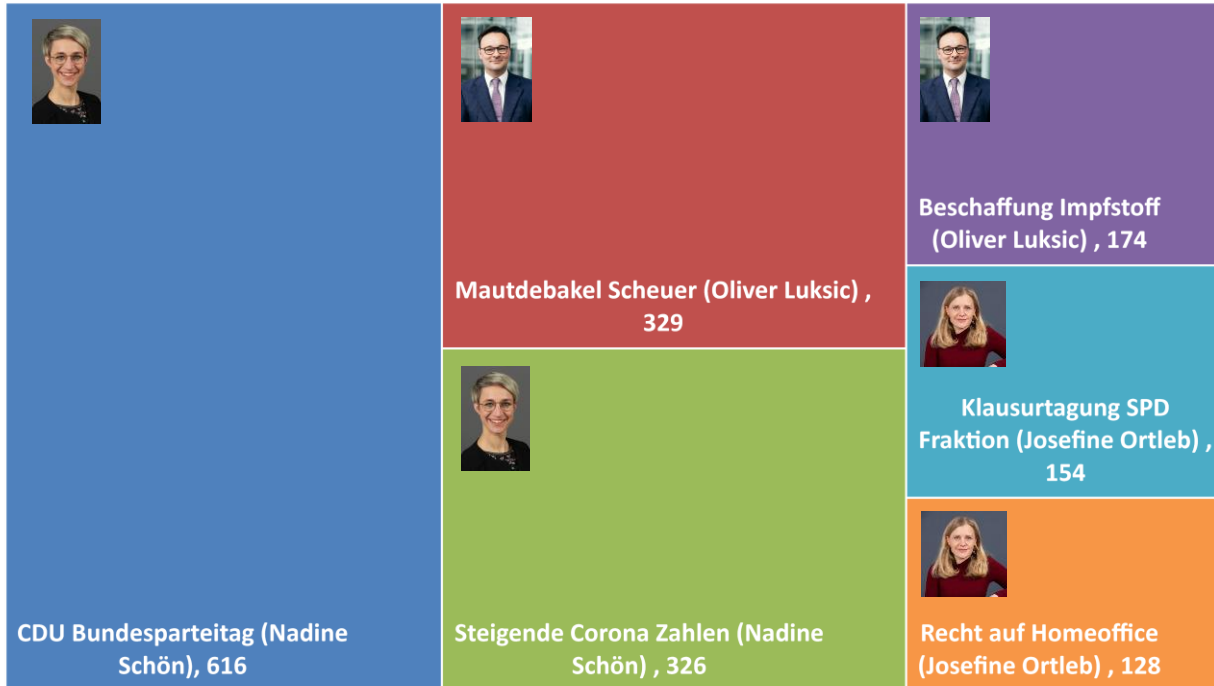 CDU Bundesparteitag (Nadine
Schön), 616
Mautdebakel Scheuer (Oliver Luksic) ,
329
Steigende Corona Zahlen (Nadine
Schön) , 326
Beschaffung Impfstoff
(Oliver Luksic) , 174
Klausurtagung SPD
Fraktion (Josefine Ortleb) ,
154
Recht auf Homeoffice
(Josefine Ortleb) , 128